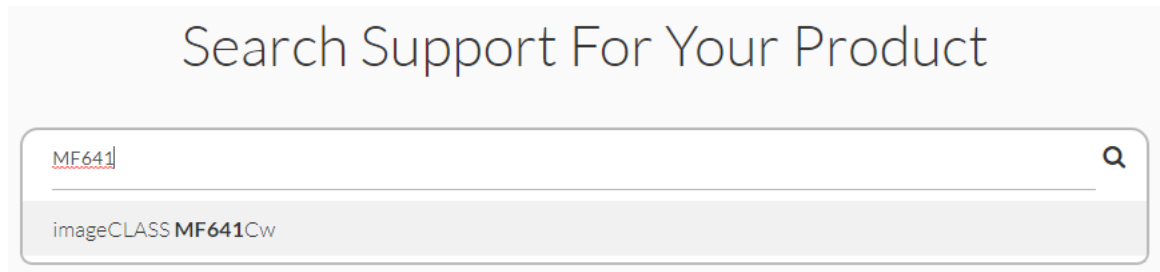 Search Support For Your Product
MF641
imageCLASS MF641Cw